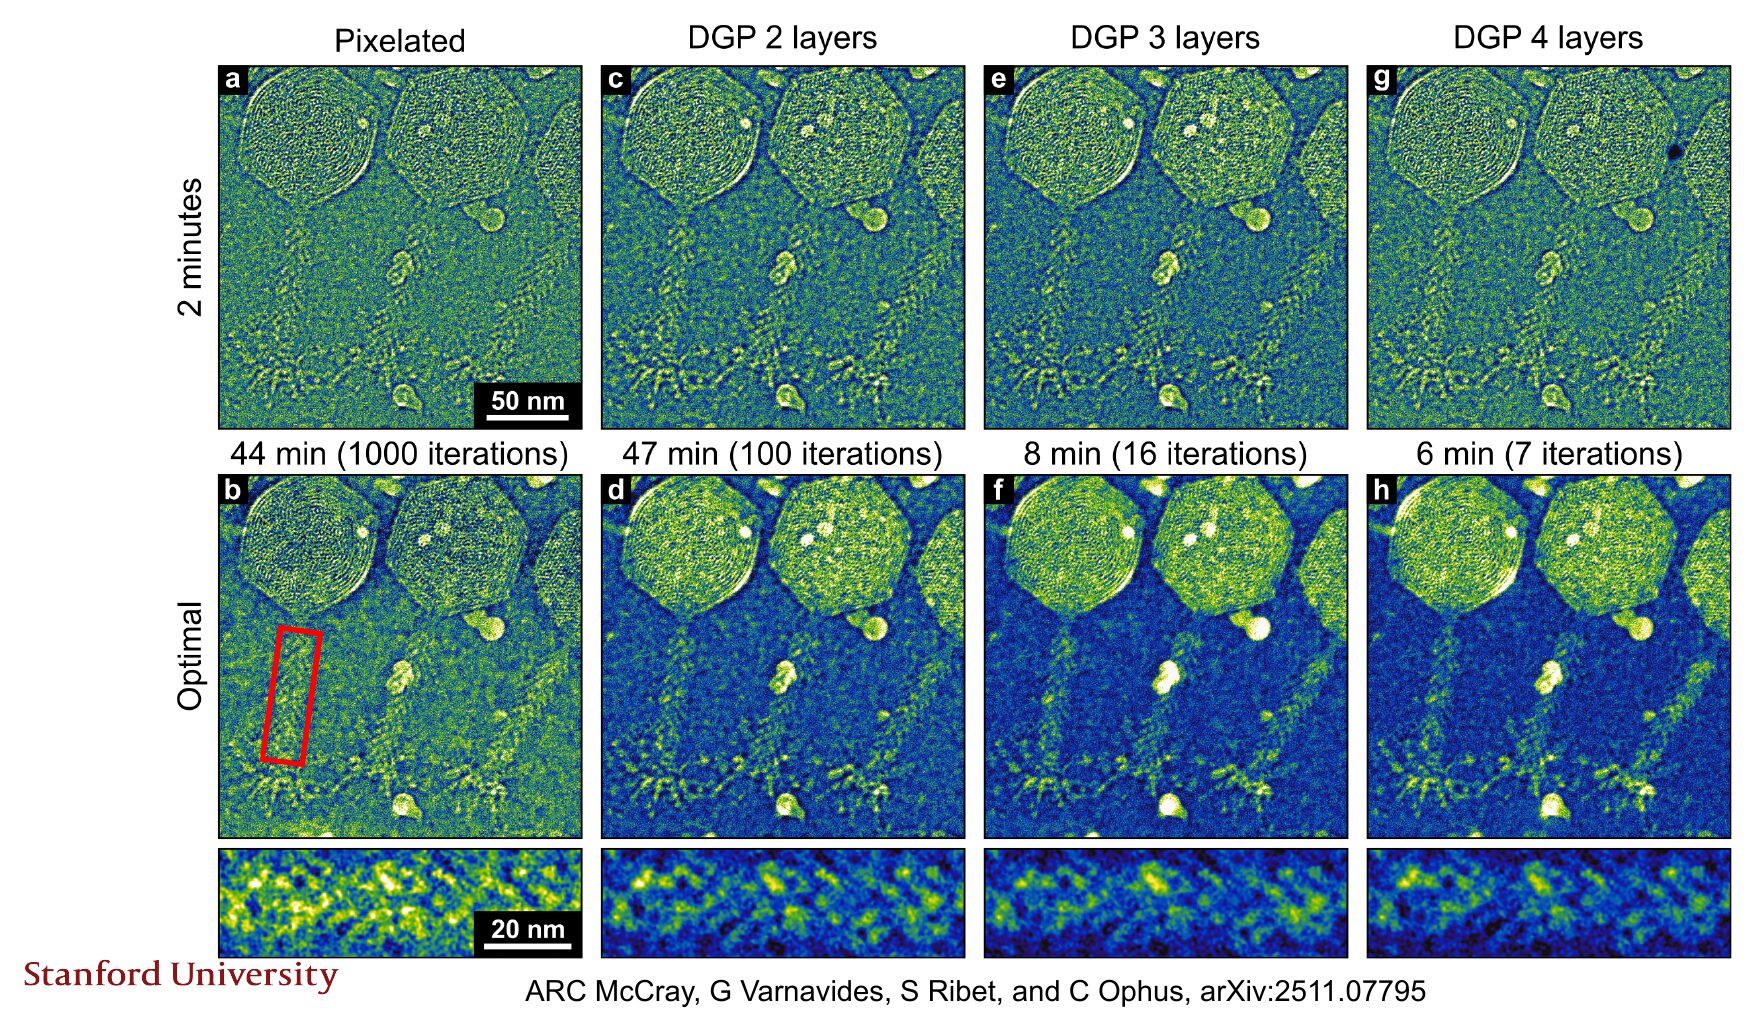 Pixelated
DGP 2 layers
DGP 3 layers
DGP 4 layers
2 minutes
a
c
e
g
50 nm
44 min (1000 iterations)
47 min (100 iterations)
8 min (16 iterations)
6 min (7 iterations)
Optimal
b
d
f
h
20 nm
Stanford University
ARC McCray, G Varnavides, S Ribet, and C Ophus, arXiv:2511.07795